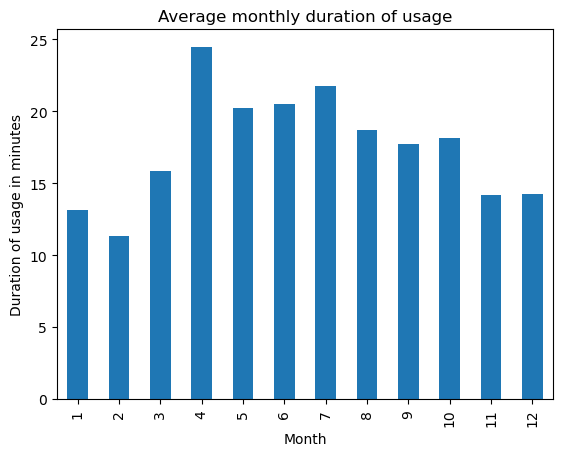 Average monthly duration of usage
Duration of usage in minutes
25
20
15
10
5
0
1 2 3 4 5 6 7 8 9 10 11 12
Month